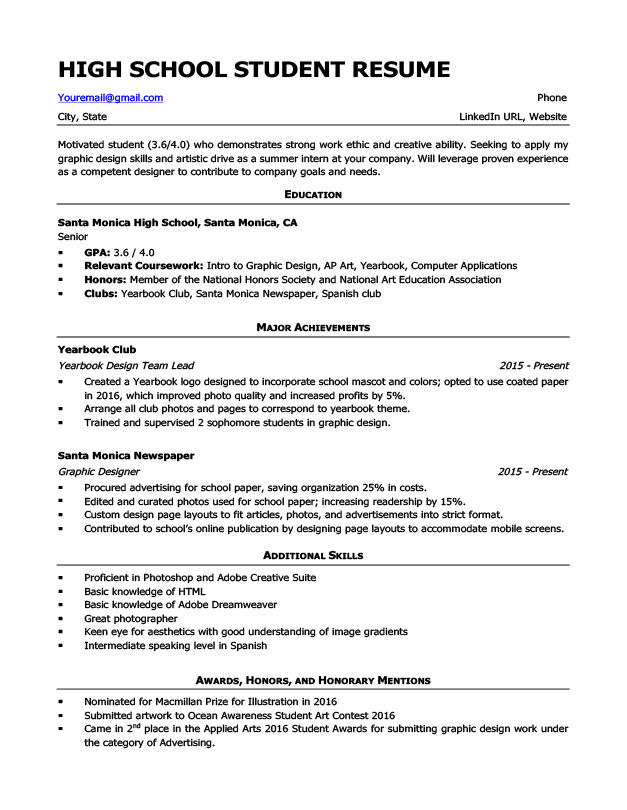 HIGH SCHOOL STUDENT RESUME
Youremail@gmail.com Phone
City, State LinkedIn URL, Website
Motivated student (3.6/4.0) who demonstrates strong work ethic and creative ability. Seeking to apply my
graphic design skills and artistic drive as a summer intern at your company. Will leverage proven experience
as a competent designer to contribute to company goals and needs.
EDUCATION
Santa Monica High School, Santa Monica, CA
Senior
▪ GPA: 3.6 / 4.0
▪ Relevant Coursework: Intro to Graphic Design, AP Art, Yearbook, Computer Applications
▪ Honors: Member of the National Honors Society and National Art Education Association
▪ Clubs: Yearbook Club, Santa Monica Newspaper, Spanish club
MAJOR ACHIEVEMENTS
Yearbook Club
Yearbook Design Team Lead 2015 - Present
▪ Created a Yearbook logo designed to incorporate school mascot and colors; opted to use coated paper
in 2016, which improved photo quality and increased profits by 5%.
▪ Arrange all club photos and pages to correspond to yearbook theme.
▪ Trained and supervised 2 sophomore students in graphic design.
Santa Monica Newspaper
Graphic Designer 2015 - Present
▪ Procured advertising for school paper, saving organization 25% in costs.
▪ Edited and curated photos used for school paper; increasing readership by 15%.
▪ Custom design page layouts to fit articles, photos, and advertisements into strict format.
▪ Contributed to school's online publication by designing page layouts to accommodate mobile screens.
ADDITIONAL SKILLS
▪ Proficient in Photoshop and Adobe Creative Suite
▪ Basic knowledge of HTML
▪ Basic knowledge of Adobe Dreamweaver
▪ Great photographer
▪ Keen eye for aesthetics with good understanding of image gradients
▪ Intermediate speaking level in Spanish
AWARDS, HONORS, AND HONORARY MENTIONS
▪ Nominated for Macmillan Prize for Illustration in 2016
▪ Submitted artwork to Ocean Awareness Student Art Contest 2016
▪ Came in 2nd place in the Applied Arts 2016 Student Awards for submitting graphic design work under
the category of Advertising.